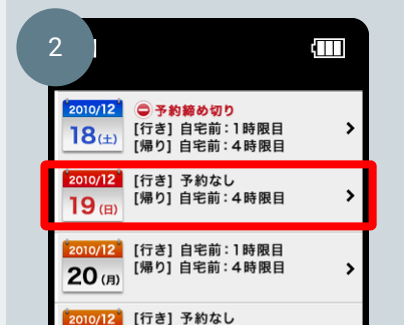 2
2010/12
18(土)
予約締め切り
[行き] 自宅前：1時限目
[帰り] 自宅前：4時限目
2010/12
19(日)
[行き] 予約なし
[帰り] 自宅前：4時限目
2010/12
20(月)
[行き] 自宅前：1時限目
[帰り] 自宅前：4時限目
2010/12
[行き] 予約なし